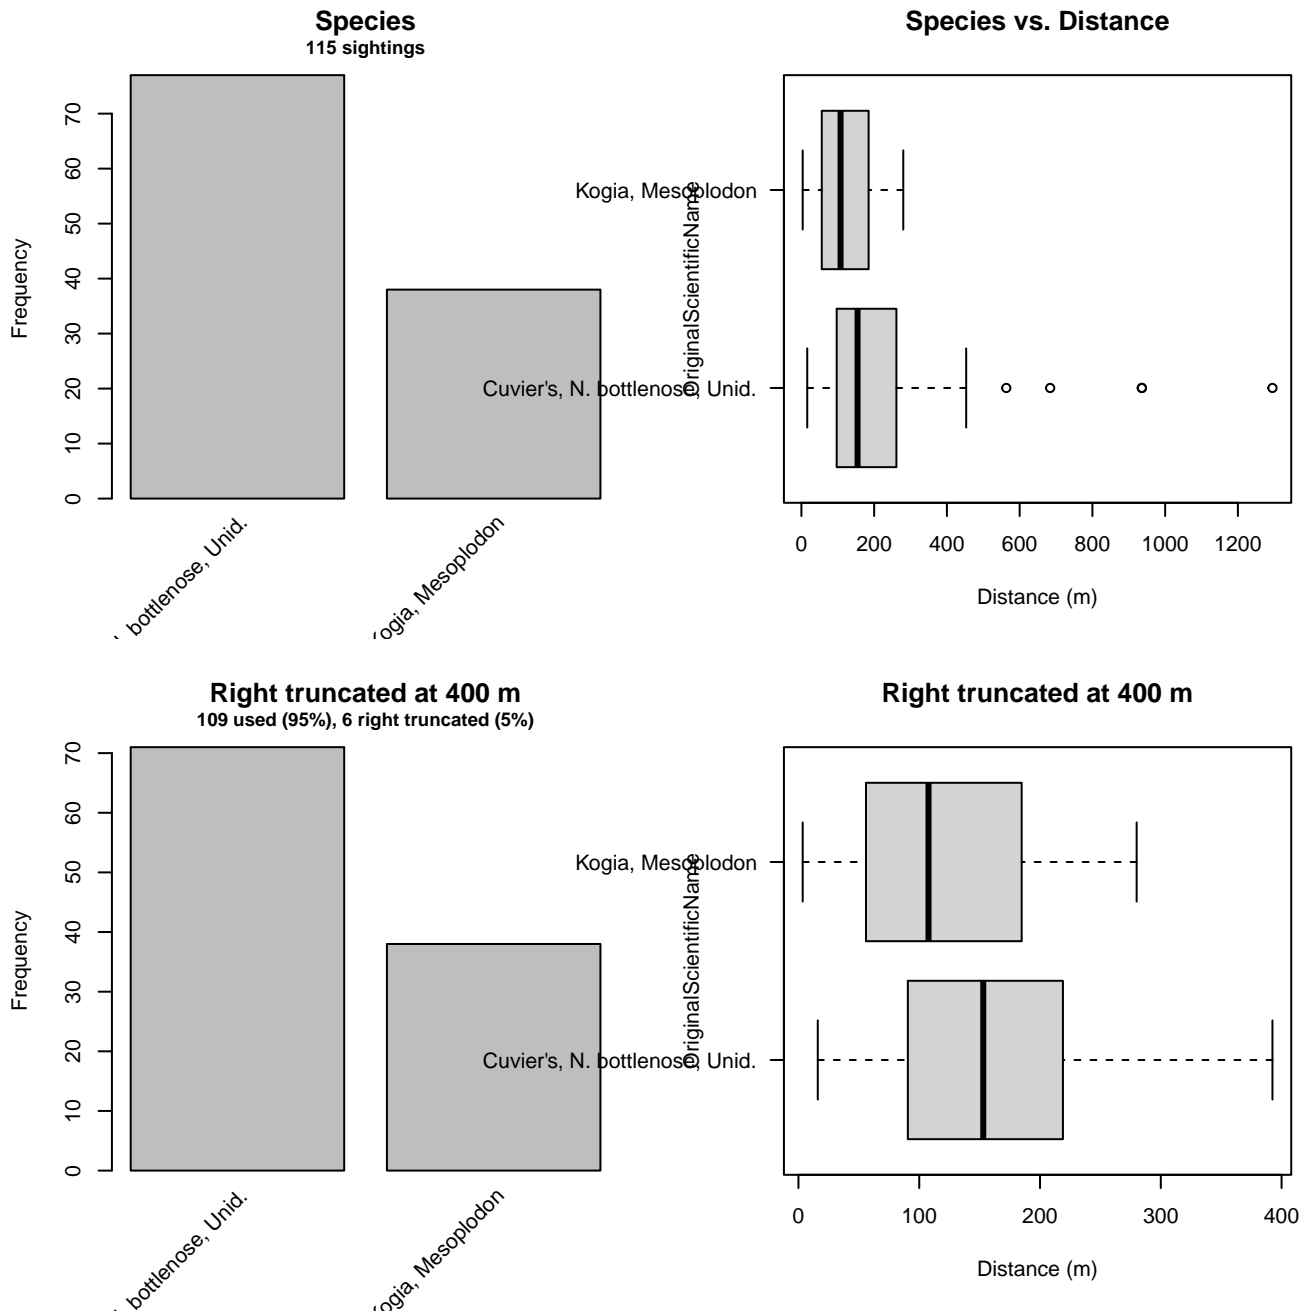 Species
115 sightings
Frequency
0
10
20
30
40
50
60
70
bottlenose, Unid.
Kogia, Mesoplodon
Species vs. Distance
OriginalScientificName
Kogia, Mesoplodon
Cuvier's, N. bottlenose, Unid.
0 200 400 600 800 1000 1200
Distance (m)
Right truncated at 400 m
109 used (95%), 6 right truncated (5%)
Frequency
0
10
20
30
40
50
60
70
bottlenose, Unid.
Kogia, Mesoplodon
Right truncated at 400 m
OriginalScientificName
Kogia, Mesoplodon
Cuvier's, N. bottlenose, Unid.
0 100 200 300 400
Distance (m)